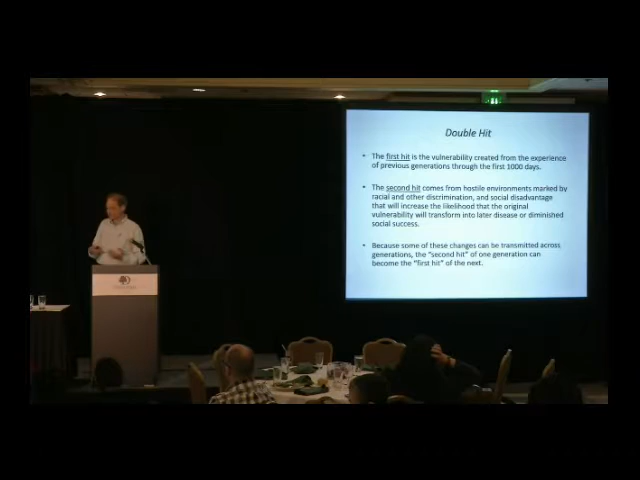 Double Hit
• The first hit is the vulnerability created from the experience
of previous generations through the first 1000 days.
• The second hit comes from hostile environments marked by
racial and other discrimination, and social disadvantage
that will increase the likelihood that the original
vulnerability will transform into later disease or diminished
social success.
• Because some of these changes can be transmitted across
generations, the "second hit" of one generation can
become the "first hit" of the next.